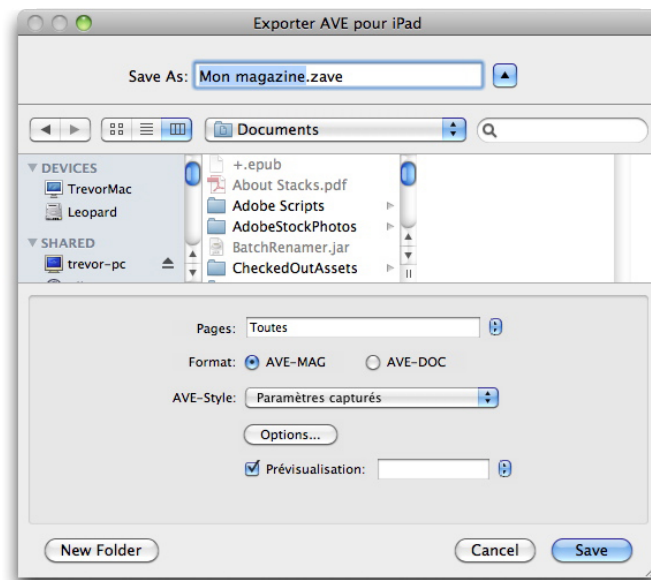 Exporter AVE pour iPad
Save As: Mon magazine.zave
Documents
DEVICES
TrevorMac
Leopard
SHARED
trevor-pc
+.epub
About Stacks.pdf
Adobe Scripts
AdobeStockPhotos
BatchRenamer.jar
CheckedOutAssets
Pages: Toutes
Format: AVE-MAG AVE-DOC
AVE-Style: Paramètres capturés
Options...
Prévisualisation:
New Folder Cancel Save